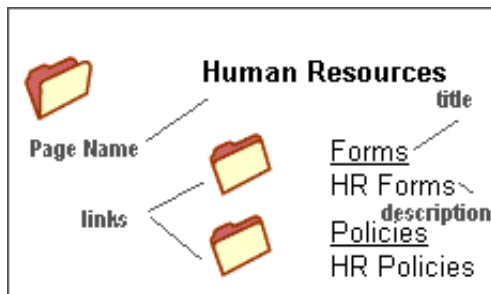 Human Resources
title
Page Name
Forms
HR Forms
description
links
Policies
HR Policies